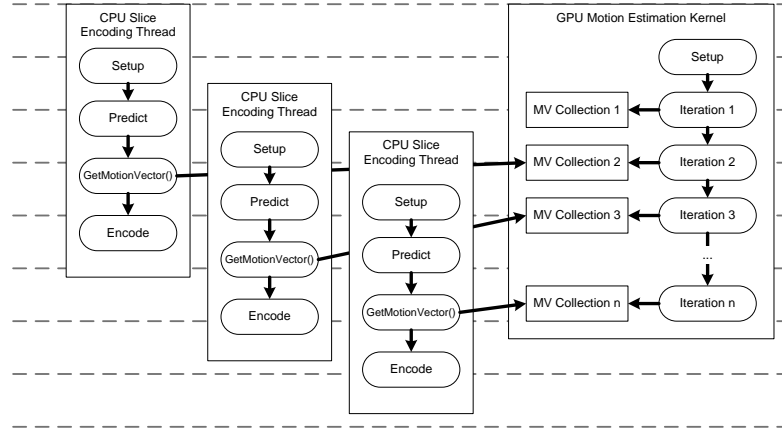 CPU Slice
Encoding Thread
Setup
Predict
GetMotionVector()
Encode
CPU Slice
Encoding Thread
Setup
Predict
GetMotionVector()
Encode
CPU Slice
Encoding Thread
Setup
Predict
GetMotionVector()
Encode
GPU Motion Estimation Kernel
Setup
MV Collection 1
Iteration 1
MV Collection 2
Iteration 2
MV Collection 3
Iteration 3
...
MV Collection n
Iteration n